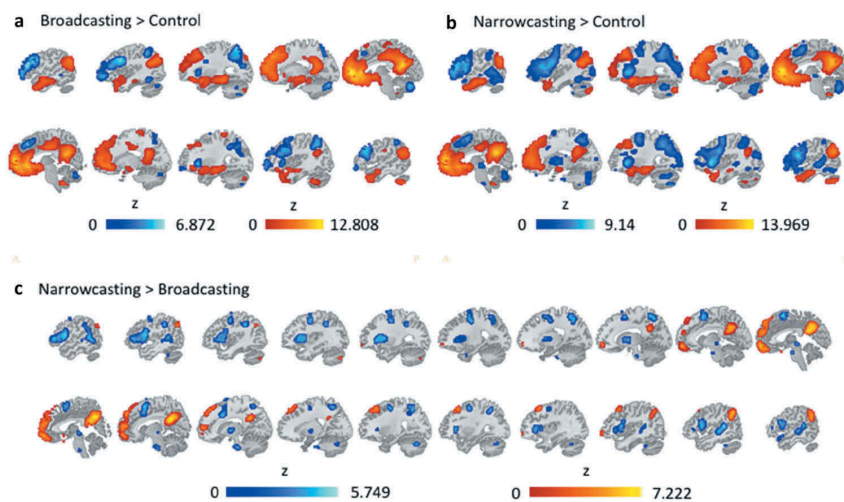 a Broadcasting > Control
b Narrowcasting > Control
z z
0 6.872 0 12.808
z z
0 9.14 0 13.969
A P A
c Narrowcasting > Broadcasting
z z
0 5.749 0 7.222